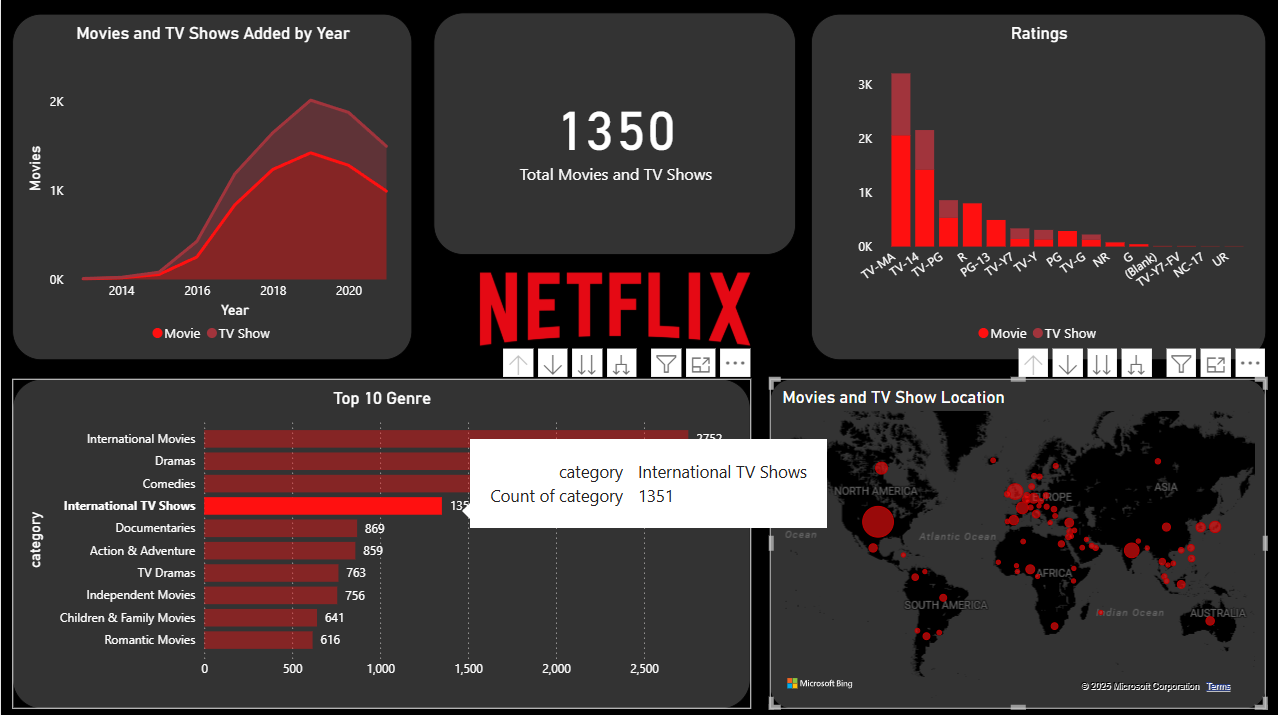 Movies and TV Shows Added by Year
Movies
2K
1K
0K
2014 2016 2018 2020
Year
Movie TV Show
1350
Total Movies and TV Shows
NETFLIX
Ratings
3K
2K
1K
0K
TV-MA TV-14 TV-PG R PG-13 TV-Y7 TV-Y PG TV-G NR G (Blank) TV-Y7-FV NC-17 UR
Movie TV Show
Top 10 Genre
category
International Movies 2752
Dramas
Comedies
International TV Shows
Documentaries 869
Action & Adventure 859
TV Dramas 763
Independent Movies 756
Children & Family Movies 641
Romantic Movies 616
0 500 1,000 1,500 2,000 2,500
category International TV Shows
Count of category 1351
Movies and TV Show Location
NORTH AMERICA
EUROPE
ASIA
Ocean
Atlantic Ocean
AFRICA
SOUTH AMERICA
Indian Ocean
AUSTRALIA
Microsoft Bing
© 2025 Microsoft Corporation Terms